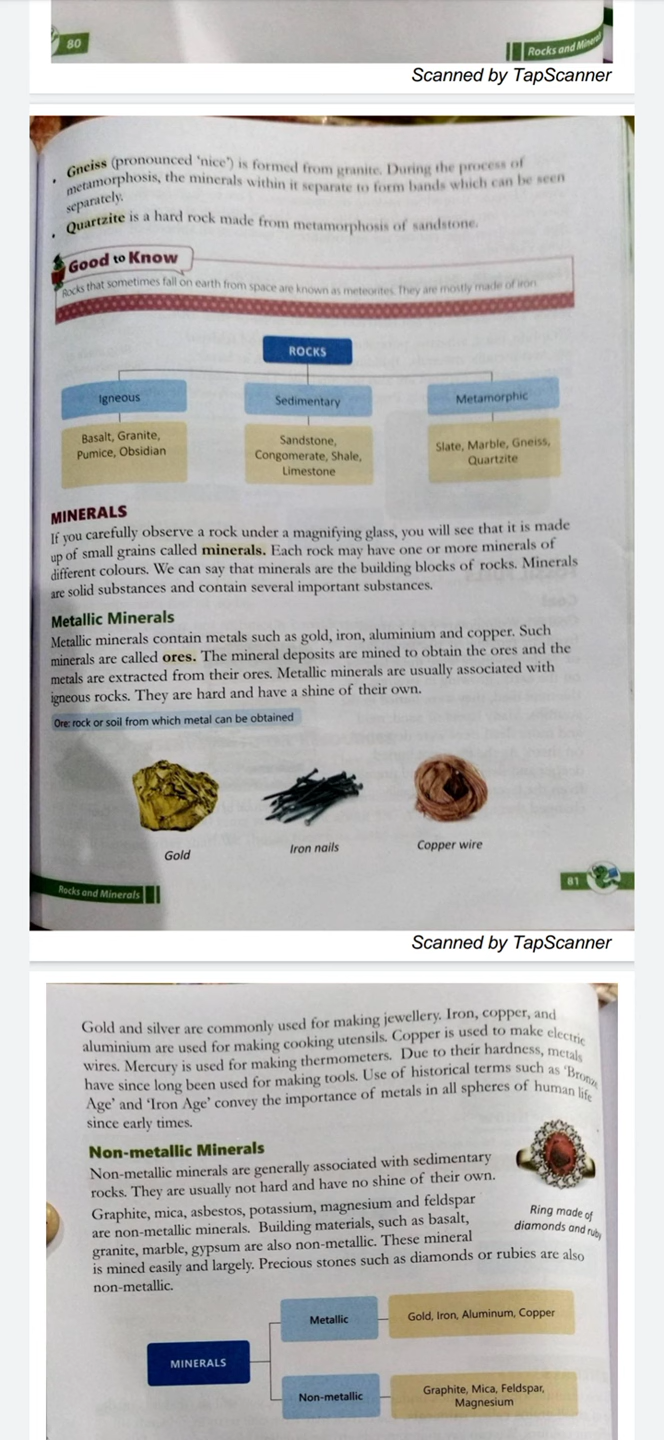 80
Rocks and Mineral
Scanned by TapScanner
• Gneiss (pronounced 'nice') is formed from granite. During the process of
metamorphosis, the minerals within it separate to form bands which can be seen
separately.
• Quartzite is a hard rock made from metamorphosis of sandstone.
Good to Know
Rocks that sometimes fall on earth from space are known as meteorites. They are mostly made of iron.
ROCKS
Igneous
Sedimentary
Metamorphic
Basalt, Granite,
Pumice, Obsidian
Sandstone,
Congomerate, Shale,
Limestone
Slate, Marble, Gneiss,
Quartzite
MINERALS
If you carefully observe a rock under a magnifying glass, you will see that it is made
up of small grains called minerals. Each rock may have one or more minerals of
different colours. We can say that minerals are the building blocks of rocks. Minerals
are solid substances and contain several important substances.
Metallic Minerals
Metallic minerals contain metals such as gold, iron, aluminium and copper. Such
minerals are called ores. The mineral deposits are mined to obtain the ores and the
metals are extracted from their ores. Metallic minerals are usually associated with
igneous rocks. They are hard and have a shine of their own.
Ore: rock or soil from which metal can be obtained
Gold
Iron nails
Copper wire
Rocks and Minerals
81
Scanned by TapScanner
Gold and silver are commonly used for making jewellery. Iron, copper, and
aluminium are used for making cooking utensils. Copper is used to make electric
wires. Mercury is used for making thermometers. Due to their hardness, metals
have since long been used for making tools. Use of historical terms such as 'Bronze
Age' and 'Iron Age' convey the importance of metals in all spheres of human life
since early times.
Non-metallic Minerals
Non-metallic minerals are generally associated with sedimentary
rocks. They are usually not hard and have no shine of their own.
Graphite, mica, asbestos, potassium, magnesium and feldspar
are non-metallic minerals. Building materials, such as basalt,
granite, marble, gypsum are also non-metallic. These mineral
is mined easily and largely. Precious stones such as diamonds or rubies are also
non-metallic.
Ring made of
diamonds and ruby
MINERALS
Metallic
Gold, Iron, Aluminum, Copper
Non-metallic
Graphite, Mica, Feldspar,
Magnesium